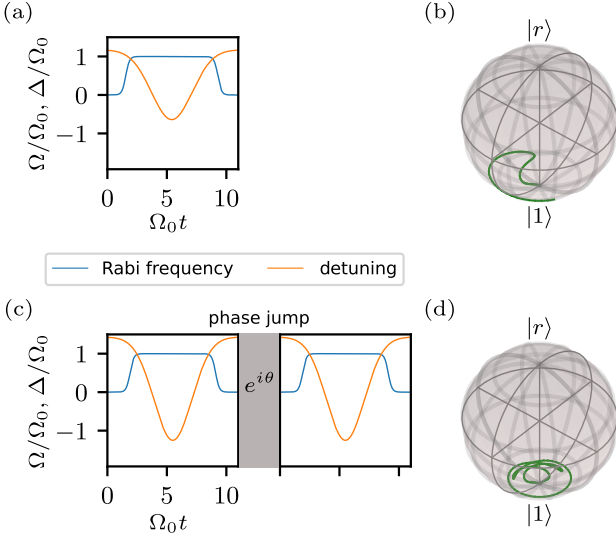 (a)
(b)
Ω/Ω₀, Δ/Ω₀
1
0
−1
0 5 10
Ω₀t
|r⟩
|1⟩
Rabi frequency detuning
(c)
(d)
phase jump
Ω/Ω₀, Δ/Ω₀
1
0
−1
e^{iθ}
0 5 10
Ω₀t
|r⟩
|1⟩